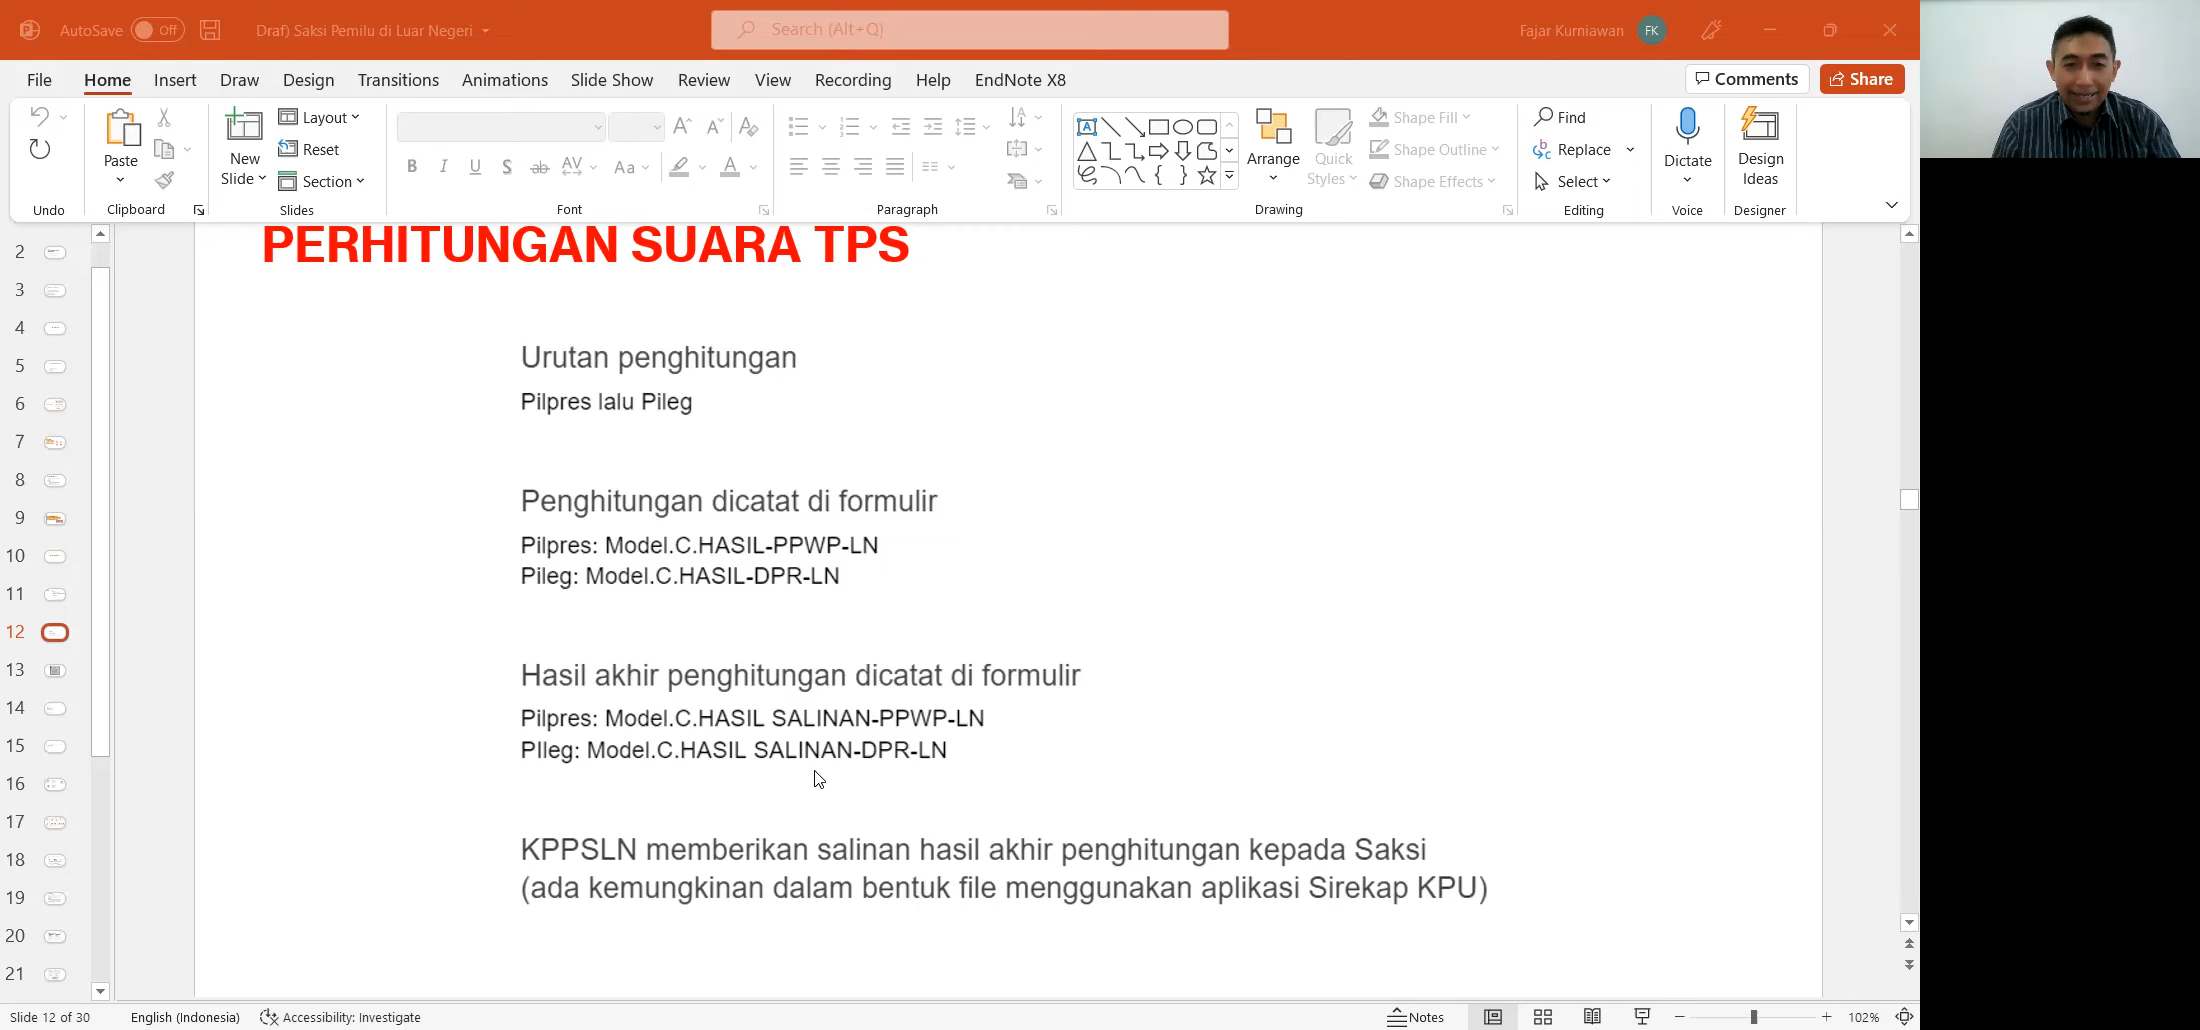 AutoSave Off Draf) Saksi Pemilu di Luar Negeri Search (Alt+Q) Fajar Kurniawan FK
File Home Insert Draw Design Transitions Animations Slide Show Review View Recording Help EndNote X8 Comments Share
Paste
New Slide
Layout
Reset
Section
B I U S ab AV Aa A
Arrange
Quick Styles
Shape Fill
Shape Outline
Shape Effects
Find
Replace
Select
Dictate
Design Ideas
Undo Clipboard Slides Font Paragraph Drawing Editing Voice Designer
2
3
4
5
6
7
8
9
10
11
12
13
14
15
16
17
18
19
20
21
PERHITUNGAN SUARA TPS
Urutan penghitungan
Pilpres lalu Pileg
Penghitungan dicatat di formulir
Pilpres: Model.C.HASIL-PPWP-LN
Pileg: Model.C.HASIL-DPR-LN
Hasil akhir penghitungan dicatat di formulir
Pilpres: Model.C.HASIL SALINAN-PPWP-LN
PIleg: Model.C.HASIL SALINAN-DPR-LN
KPPSLN memberikan salinan hasil akhir penghitungan kepada Saksi
(ada kemungkinan dalam bentuk file menggunakan aplikasi Sirekap KPU)
Slide 12 of 30 English (Indonesia) Accessibility: Investigate Notes 102%